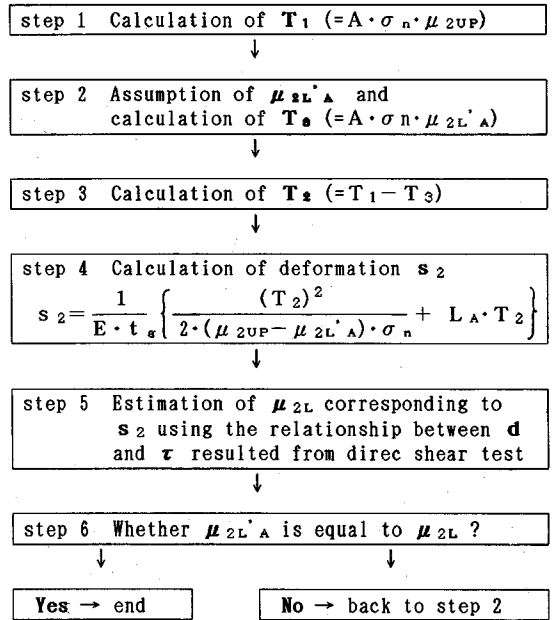 step 1 Calculation of T₁ (=A·σₙ·μ₂UP)
↓
step 2 Assumption of μ₂L'A and
calculation of T₃ (=A·σn·μ₂L'A)
↓
step 3 Calculation of T₂ (=T₁−T₃)
↓
step 4 Calculation of deformation s₂
s₂ = 1/(E·tg) { (T₂)²/(2·(μ₂UP−μ₂L'A)·σₙ) + LA·T₂ }
↓
step 5 Estimation of μ₂L corresponding to
s₂ using the relationship between d
and τ resulted from direc shear test
↓
step 6 Whether μ₂L'A is equal to μ₂L ?
↓ ↓
Yes → end
No → back to step 2